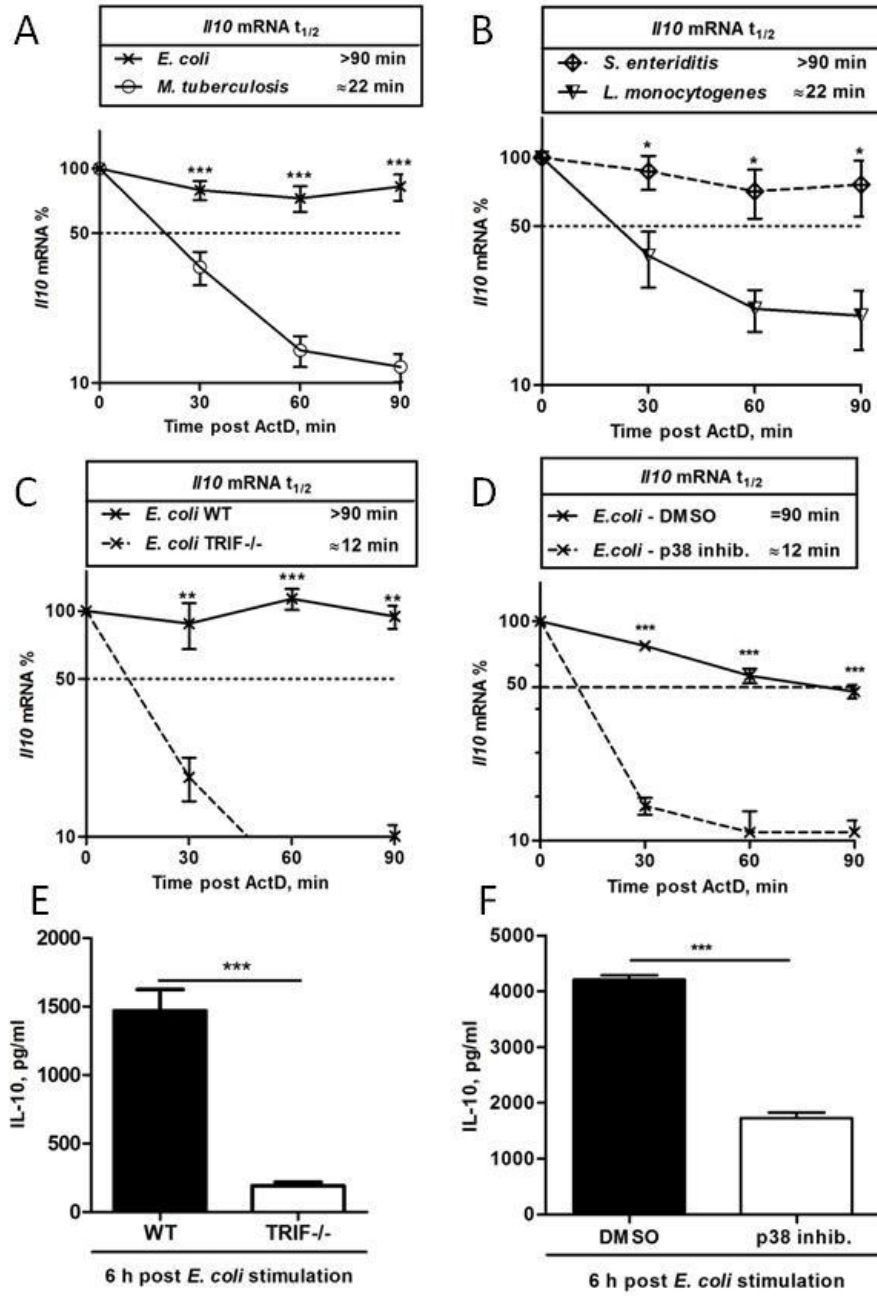 A
Il10 mRNA t1/2
E. coli >90 min
M. tuberculosis ≈22 min
*** *** ***
100
50
10
Il10 mRNA %
0 30 60 90
Time post ActD, min
B
Il10 mRNA t1/2
S. enteriditis >90 min
L. monocytogenes ≈22 min
* * *
100
50
10
Il10 mRNA %
0 30 60 90
Time post ActD, min
C
Il10 mRNA t1/2
E. coli WT >90 min
E. coli TRIF-/- ≈12 min
** *** **
100
50
10
Il10 mRNA %
0 30 60 90
Time post ActD, min
D
Il10 mRNA t1/2
E.coli - DMSO =90 min
E.coli - p38 inhib. ≈12 min
*** *** ***
100
50
10
Il10 mRNA %
0 30 60 90
Time post ActD, min
E
2000
1500
1000
500
0
IL-10, pg/ml
***
WT TRIF-/-
6 h post E. coli stimulation
F
5000
4000
3000
2000
1000
0
IL-10, pg/ml
***
DMSO p38 inhib.
6 h post E. coli stimulation